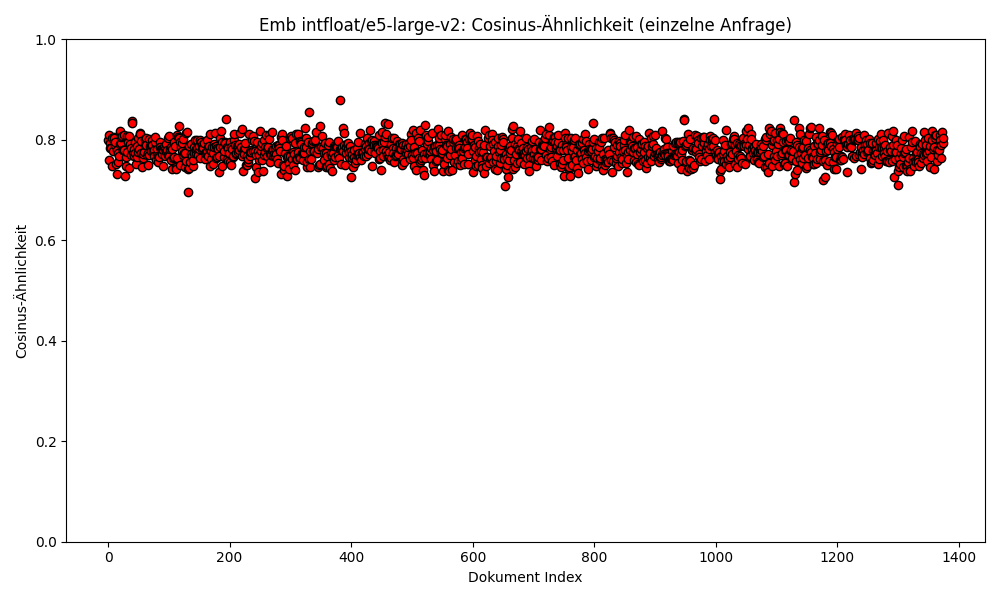 Emb intfloat/e5-large-v2: Cosinus-Ähnlichkeit (einzelne Anfrage)
1.0
0.8
0.6
0.4
0.2
0.0
Cosinus-Ähnlichkeit
0 200 400 600 800 1000 1200 1400
Dokument Index